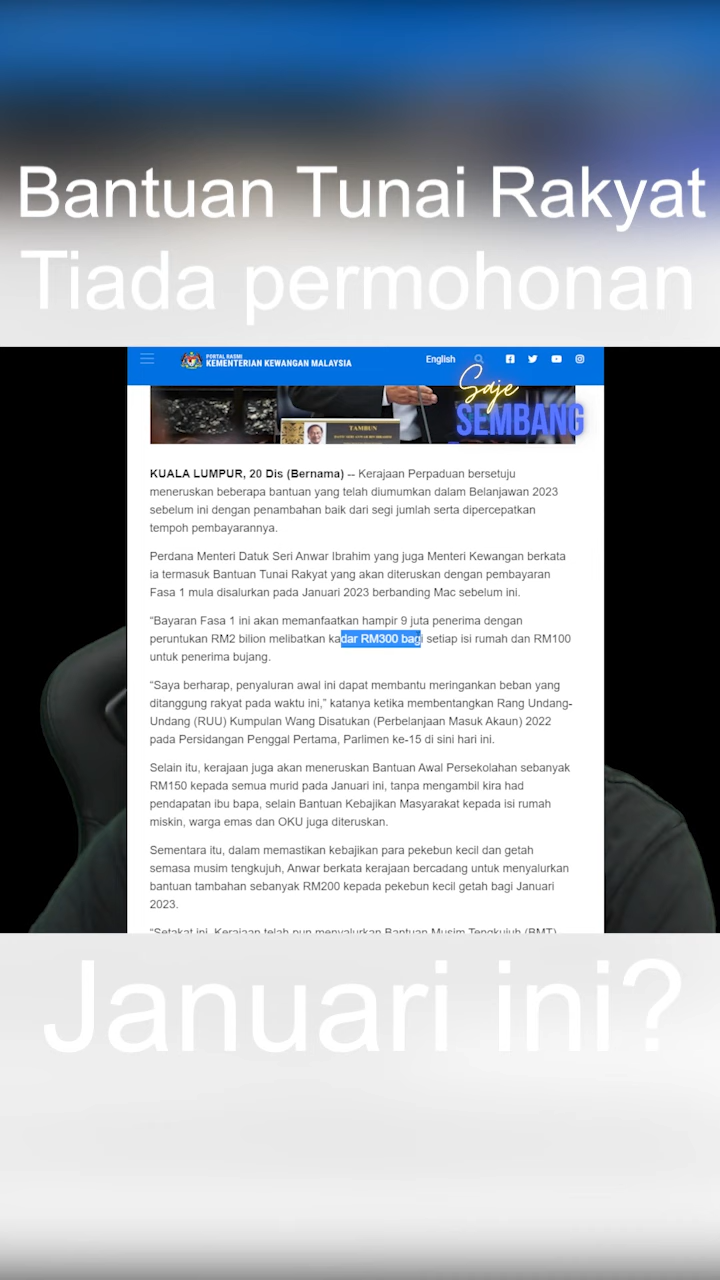 Bantuan Tunai Rakyat
Tiada permohonan
PORTAL RASMI
KEMENTERIAN KEWANGAN MALAYSIA
English
Saje
SEMBANG
TAMBUN
KUALA LUMPUR, 20 Dis (Bernama) -- Kerajaan Perpaduan bersetuju
meneruskan beberapa bantuan yang telah diumumkan dalam Belanjawan 2023
sebelum ini dengan penambahan baik dari segi jumlah serta dipercepatkan
tempoh pembayarannya.
Perdana Menteri Datuk Seri Anwar Ibrahim yang juga Menteri Kewangan berkata
ia termasuk Bantuan Tunai Rakyat yang akan diteruskan dengan pembayaran
Fasa 1 mula disalurkan pada Januari 2023 berbanding Mac sebelum ini.
“Bayaran Fasa 1 ini akan memanfaatkan hampir 9 juta penerima dengan
peruntukan RM2 bilion melibatkan kadar RM300 bagi setiap isi rumah dan RM100
untuk penerima bujang.
“Saya berharap, penyaluran awal ini dapat membantu meringankan beban yang
ditanggung rakyat pada waktu ini,” katanya ketika membentangkan Rang Undang-
Undang (RUU) Kumpulan Wang Disatukan (Perbelanjaan Masuk Akaun) 2022
pada Persidangan Penggal Pertama, Parlimen ke-15 di sini hari ini.
Selain itu, kerajaan juga akan meneruskan Bantuan Awal Persekolahan sebanyak
RM150 kepada semua murid pada Januari ini, tanpa mengambil kira had
pendapatan ibu bapa, selain Bantuan Kebajikan Masyarakat kepada isi rumah
miskin, warga emas dan OKU juga diteruskan.
Sementara itu, dalam memastikan kebajikan para pekebun kecil dan getah
semasa musim tengkujuh, Anwar berkata kerajaan bercadang untuk menyalurkan
bantuan tambahan sebanyak RM200 kepada pekebun kecil getah bagi Januari
2023.
“Setakat ini, Kerajaan telah pun menyalurkan Bantuan Musim Tengkujuh (BMT)
Januari ini?